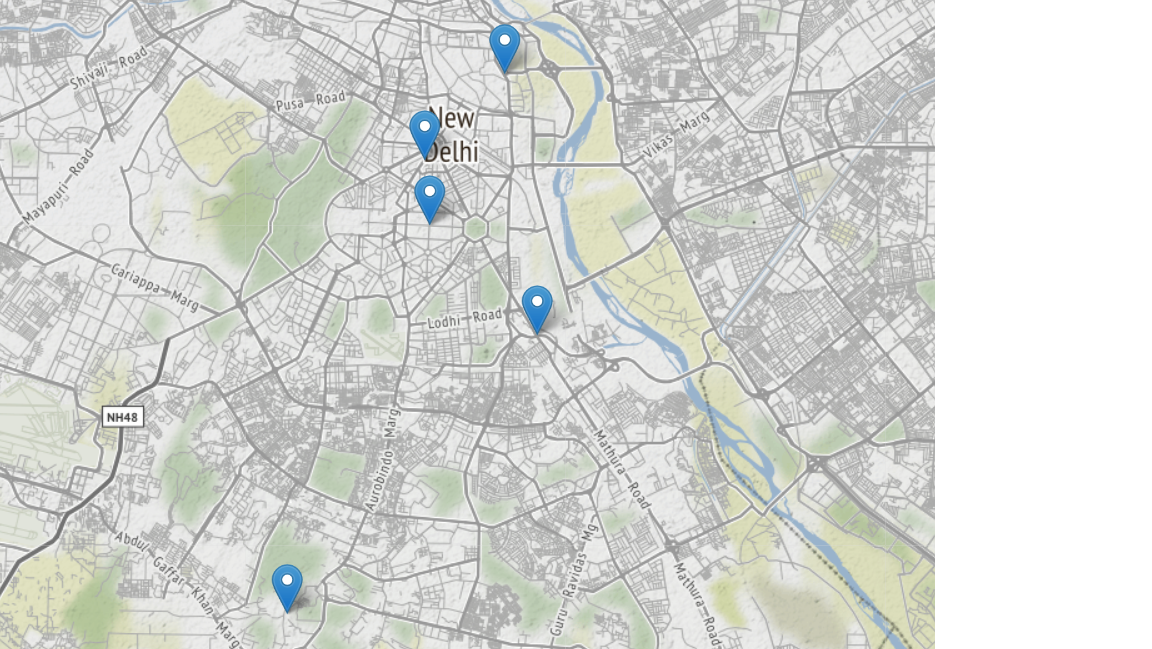 Shivaji Road
Pusa Road
New
Delhi
Vikas Marg
Mayapuri Road
Cariappa Marg
Lodhi Road
NH48
Aurobindo Marg
Mathura Road
Abdul Gaffar Khan Marg
Guru Ravidas Mg
Mathura Road